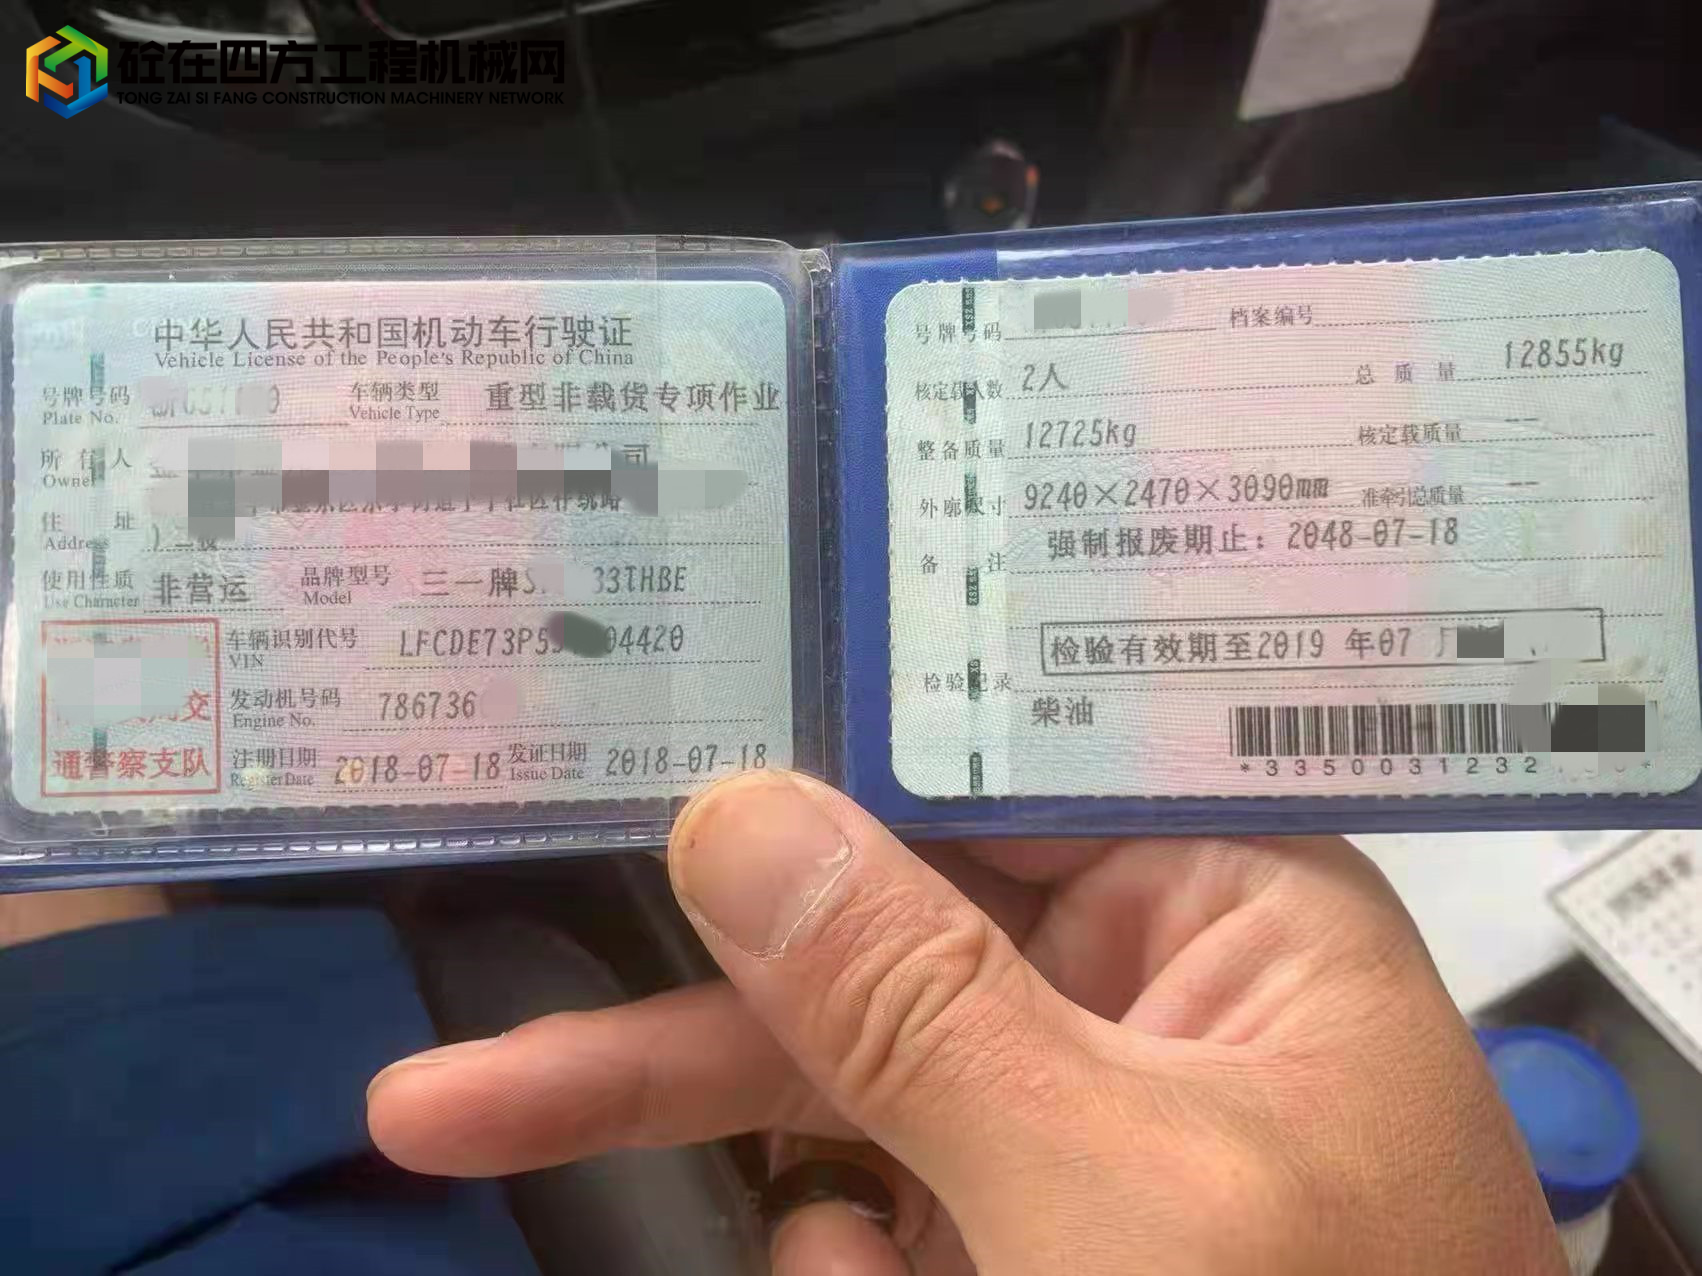 砼在四方工程机械网
TONG ZAI SI FANG CONSTRUCTION MACHINERY NETWORK
中华人民共和国机动车行驶证
Vehicle License of the People's Republic of China
号牌号码 车辆类型 重型非载货专项作业
Plate No. Vehicle Type
所有人 司
Owner
住址
Address
使用性质 非营运 品牌型号 三一牌S 33THBE
Use Character Model
车辆识别代号 LFCDE73P5 04420
VIN
交 发动机号码 786736
Engine No.
通警察支队 注册日期 2018-07-18 发证日期 2018-07-18
Register Date Issue Date
号牌号码 档案编号
核定载人数 2人 总质量 12855kg
整备质量 12725kg 核定载质量 --
外廓尺寸 9240×2470×3090mm 准牵引总质量 --
备注 强制报废期止：2048-07-18
检验有效期至2019 年07
检验记录
柴油
*3350031232 *